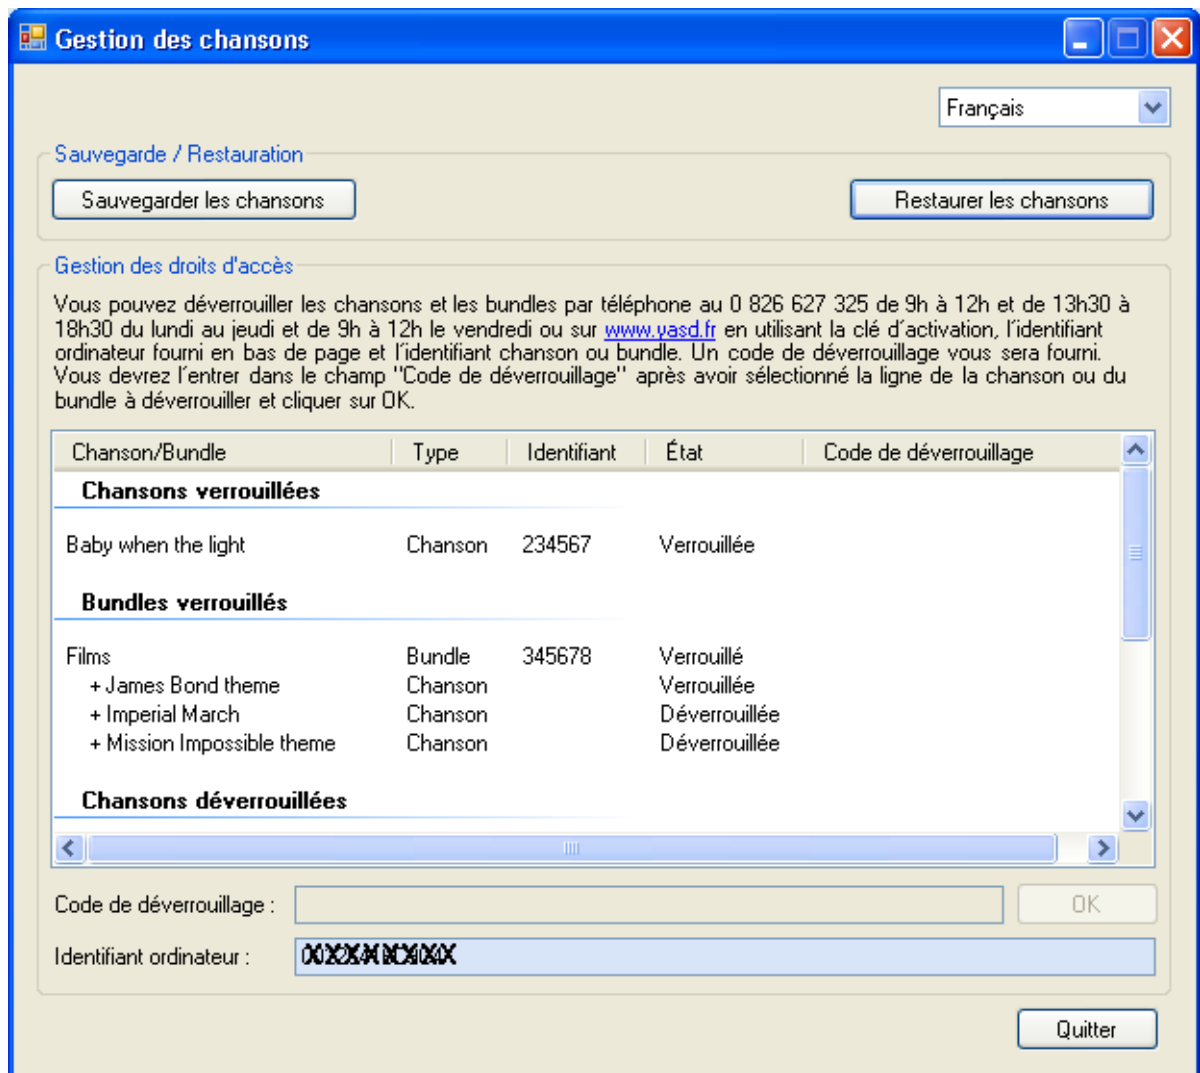 Gestion des chansons
Français
Sauvegarde / Restauration
Sauvegarder les chansons Restaurer les chansons
Gestion des droits d'accès
Vous pouvez déverrouiller les chansons et les bundles par téléphone au 0 826 627 325 de 9h à 12h et de 13h30 à
18h30 du lundi au jeudi et de 9h à 12h le vendredi ou sur www.yasd.fr en utilisant la clé d´activation, l´identifiant
ordinateur fourni en bas de page et l´identifiant chanson ou bundle. Un code de déverrouillage vous sera fourni.
Vous devrez l´entrer dans le champ "Code de déverrouillage" après avoir sélectionné la ligne de la chanson ou du
bundle à déverrouiller et cliquer sur OK.
Chanson/Bundle Type Identifiant État Code de déverrouillage
Chansons verrouillées
Baby when the light Chanson 234567 Verrouillée
Bundles verrouillés
Films Bundle 345678 Verrouillé
+ James Bond theme Chanson Verrouillée
+ Imperial March Chanson Déverrouillée
+ Mission Impossible theme Chanson Déverrouillée
Chansons déverrouillées
Code de déverrouillage : OK
Identifiant ordinateur :
Quitter